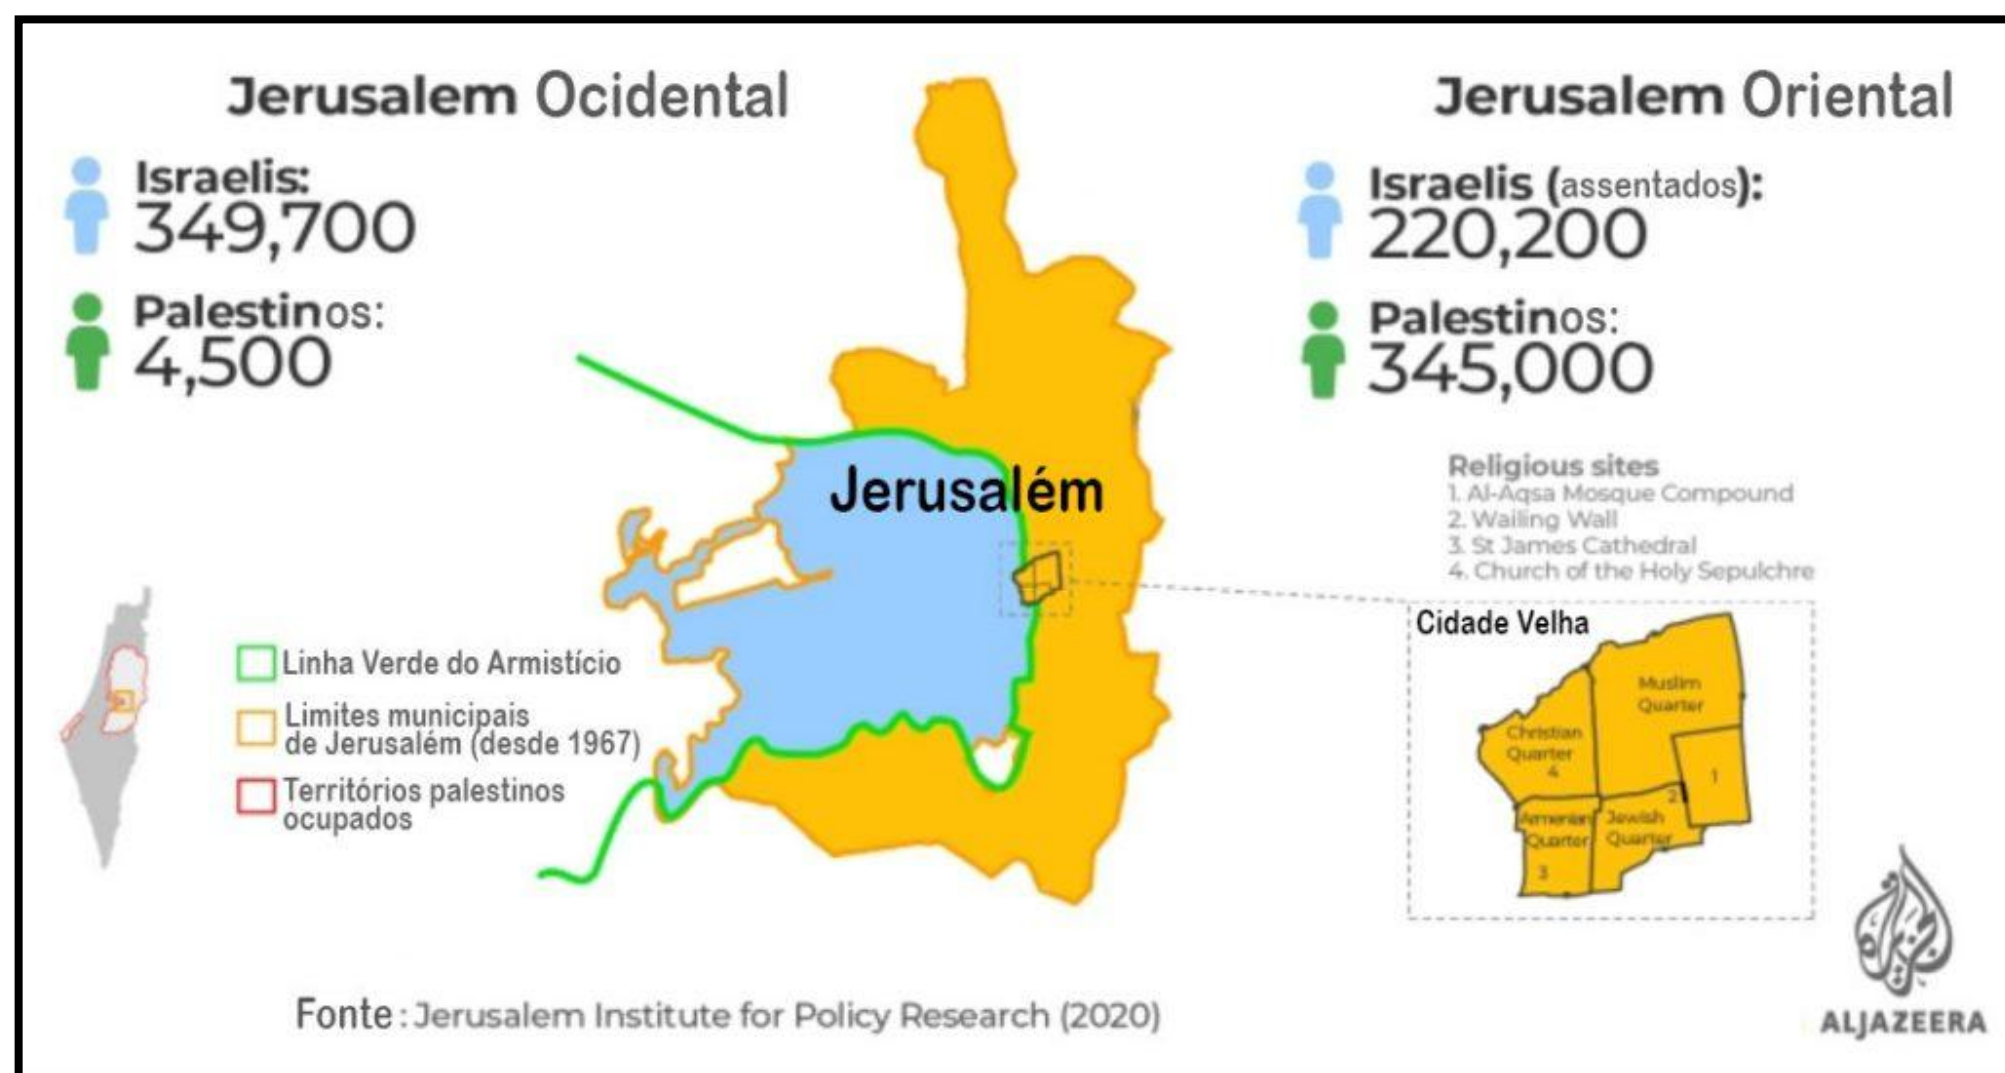 Jerusalem Ocidental
Israelis:
349,700
Palestinos:
4,500
Jerusalem Oriental
Israelis (assentados):
220,200
Palestinos:
345,000
Jerusalém
Religious sites
1. Al-Aqsa Mosque Compound
2. Wailing Wall
3. St James Cathedral
4. Church of the Holy Sepulchre
Linha Verde do Armistício
Limites municipais
de Jerusalém (desde 1967)
Territórios palestinos
ocupados
Cidade Velha
Muslim
Quarter
Christian
Quarter
4
1
2
Armenian
Quarter
3
Jewish
Quarter
Fonte : Jerusalem Institute for Policy Research (2020)
الجزيرة
ALJAZEERA